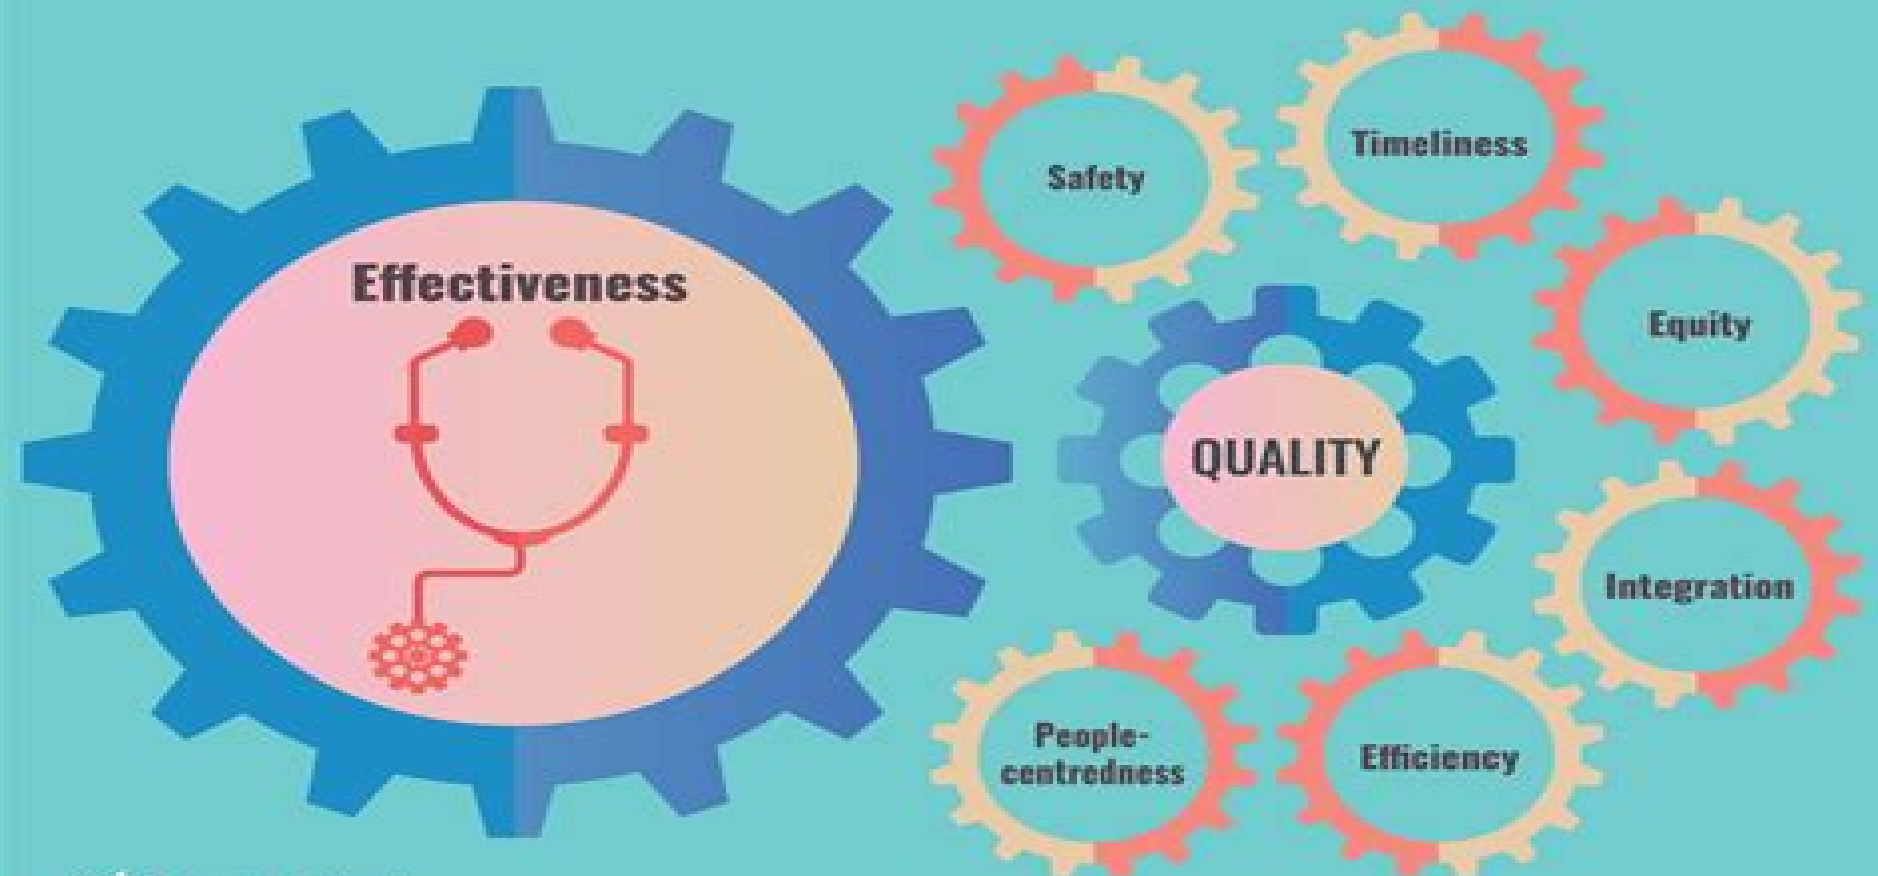 Effectiveness
Safety
Timeliness
Equity
QUALITY
Integration
People-
centredness
Efficiency